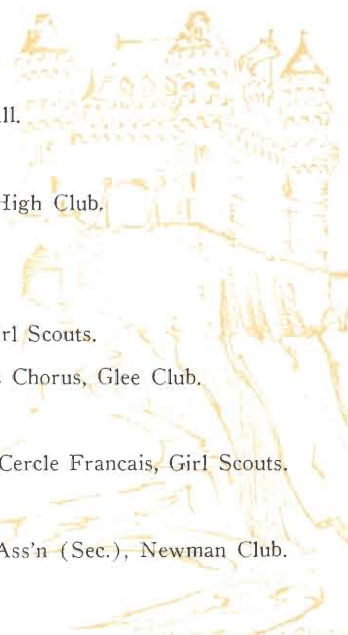 ll.
High Club.
rl Scouts.
s Chorus, Glee Club.
Cercle Francais, Girl Scouts.
Ass'n (Sec.), Newman Club.